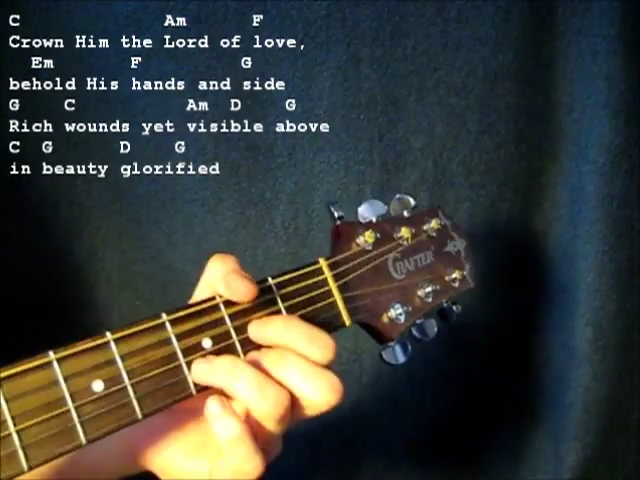 C Am F
Crown Him the Lord of love,
Em F G
behold His hands and side
G C Am D G
Rich wounds yet visible above
C G D G
in beauty glorified
CRAFTER